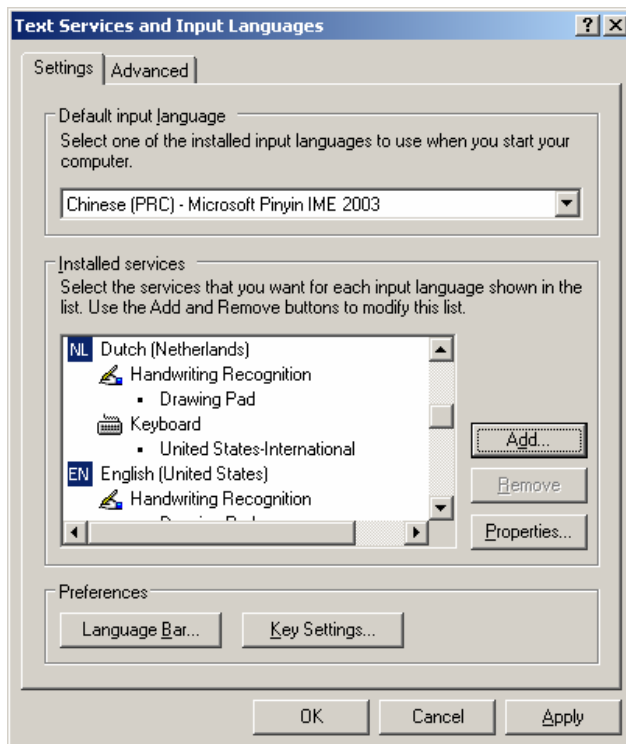 Text Services and Input Languages
Settings
Advanced
Default input language
Select one of the installed input languages to use when you start your
computer.
Chinese (PRC) - Microsoft Pinyin IME 2003
Installed services
Select the services that you want for each input language shown in the
list. Use the Add and Remove buttons to modify this list.
NL Dutch (Netherlands)
Handwriting Recognition
▪ Drawing Pad
Keyboard
▪ United States-International
EN English (United States)
Handwriting Recognition
Add...
Remove
Properties...
Preferences
Language Bar...
Key Settings...
OK
Cancel
Apply